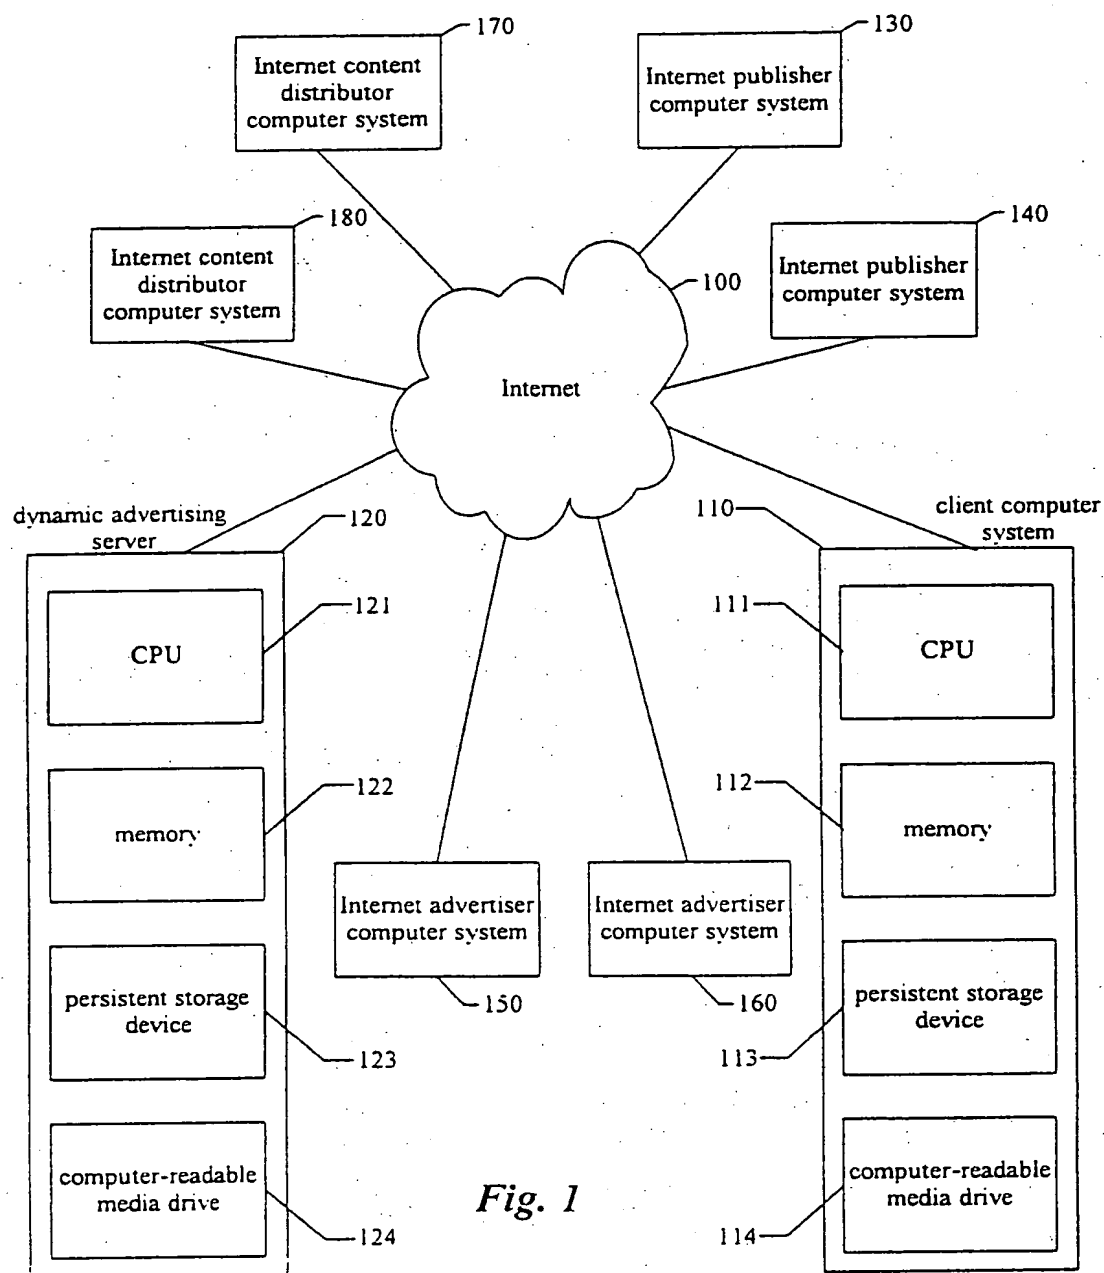 170
Internet content
distributor
computer system
130
Internet publisher
computer system
180
Internet content
distributor
computer system
140
Internet publisher
computer system
100
Internet
dynamic advertising
server
120
110
client computer
system
121
CPU
111
CPU
122
memory
112
memory
Internet advertiser
computer system
150
Internet advertiser
computer system
160
persistent storage
device
123
persistent storage
device
113
computer-readable
media drive
124
computer-readable
media drive
114
Fig. 1